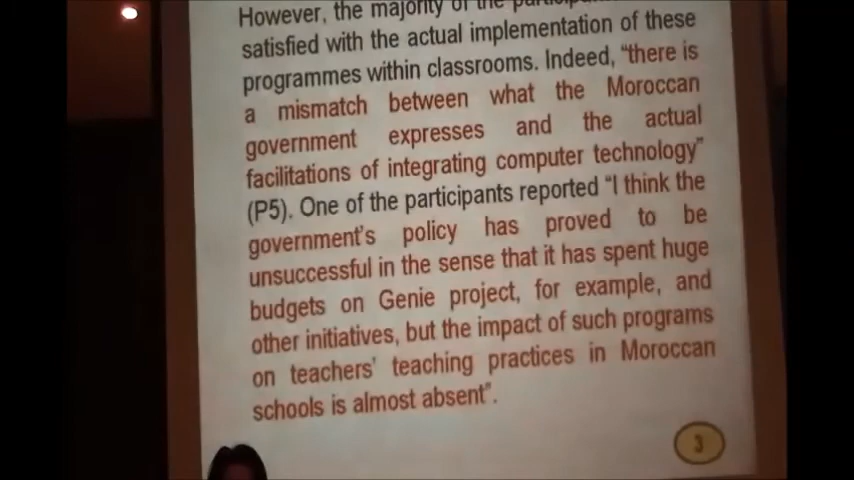 However, the majority of the
satisfied with the actual implementation of these
programmes within classrooms. Indeed, “there is
a mismatch between what the Moroccan
government expresses and the actual
facilitations of integrating computer technology”
(P5). One of the participants reported “I think the
government’s policy has proved to be
unsuccessful in the sense that it has spent huge
budgets on Genie project, for example, and
other initiatives, but the impact of such programs
on teachers’ teaching practices in Moroccan
schools is almost absent”.
3